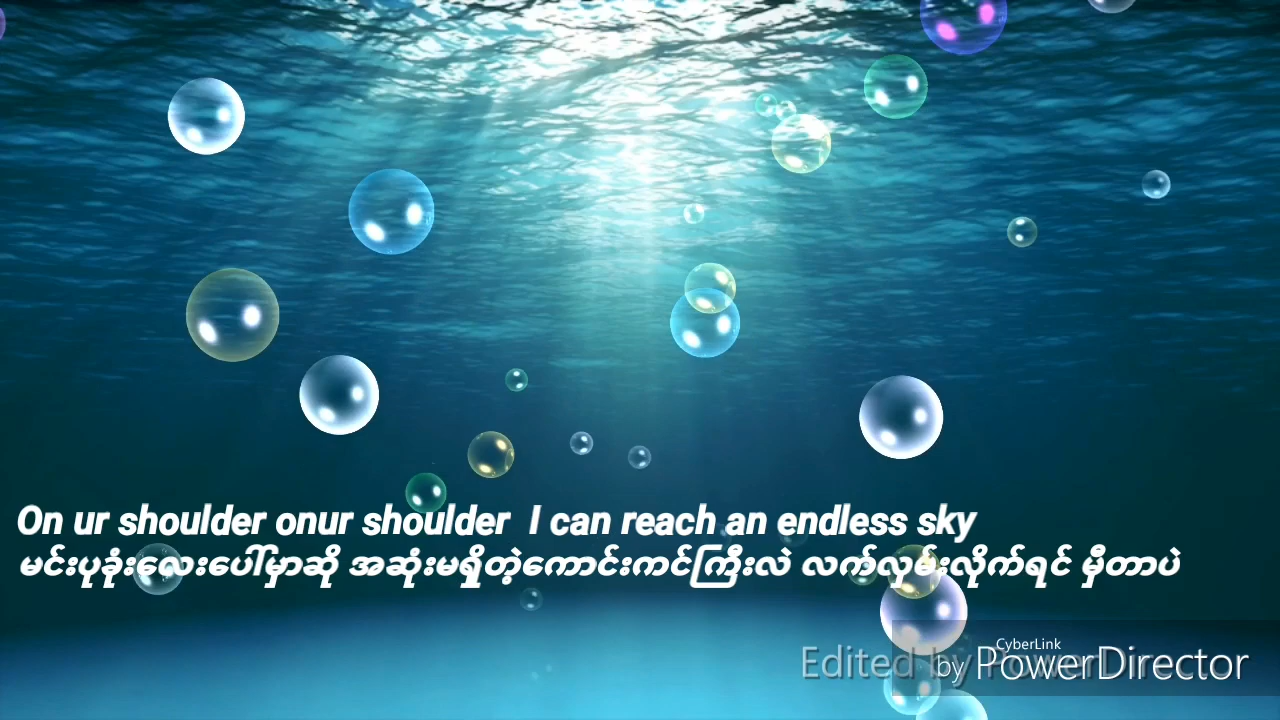 On ur shoulder onur shoulder I can reach an endless sky
မင်းပုခုံးလေးပေါ်မှာဆို အဆုံးမရှိတဲ့ကောင်းကင်ကြီးလဲ လက်လှမ်းလိုက်ရင် မှီတာပဲ
CyberLink
Edited by
by PowerDirector